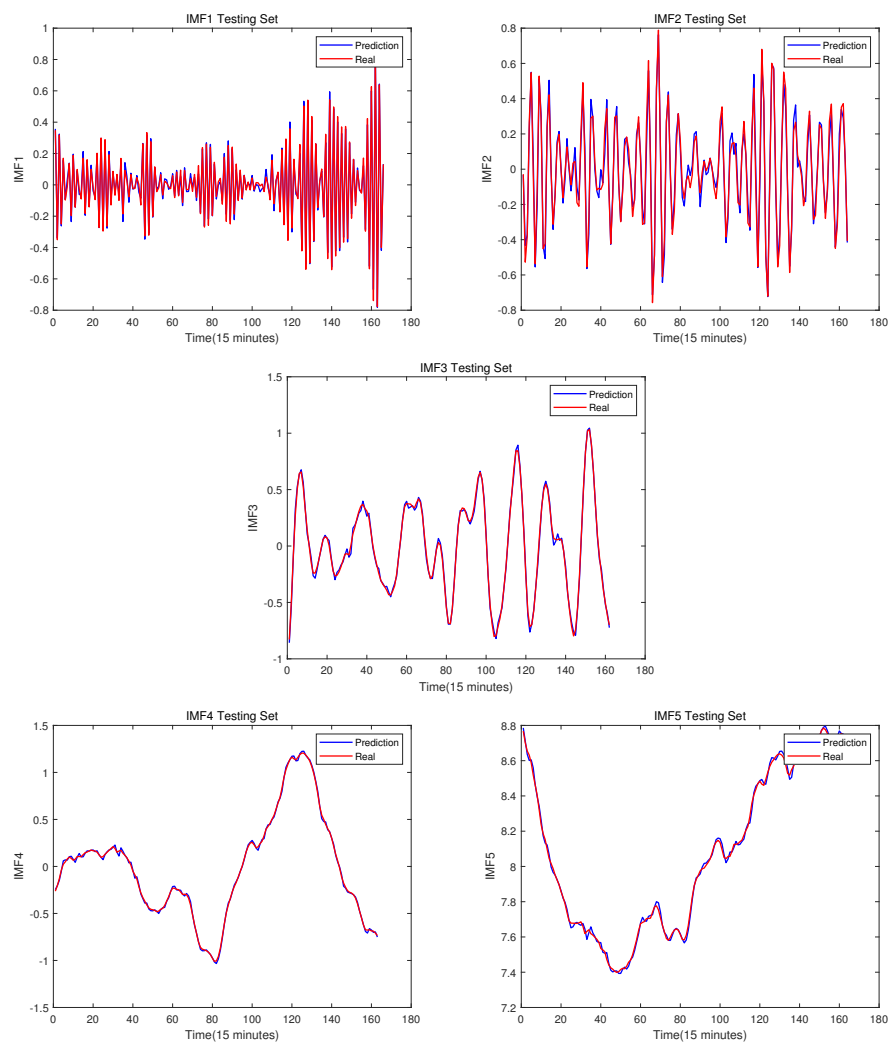 IMF1 Testing Set
1
0.8
0.6
0.4
0.2
0
-0.2
-0.4
-0.6
-0.8
IMF1
Prediction
Real
0 20 40 60 80 100 120 140 160 180
Time(15 minutes)
IMF2 Testing Set
0.8
0.6
0.4
0.2
0
-0.2
-0.4
-0.6
-0.8
IMF2
Prediction
Real
0 20 40 60 80 100 120 140 160 180
Time(15 minutes)
IMF3 Testing Set
1.5
1
0.5
0
-0.5
-1
IMF3
Prediction
Real
0 20 40 60 80 100 120 140 160 180
Time(15 minutes)
IMF4 Testing Set
1.5
1
0.5
0
-0.5
-1
-1.5
IMF4
Prediction
Real
0 20 40 60 80 100 120 140 160 180
Time(15 minutes)
IMF5 Testing Set
8.8
8.6
8.4
8.2
8
7.8
7.6
7.4
7.2
IMF5
Prediction
Real
0 20 40 60 80 100 120 140 160 180
Time(15 minutes)